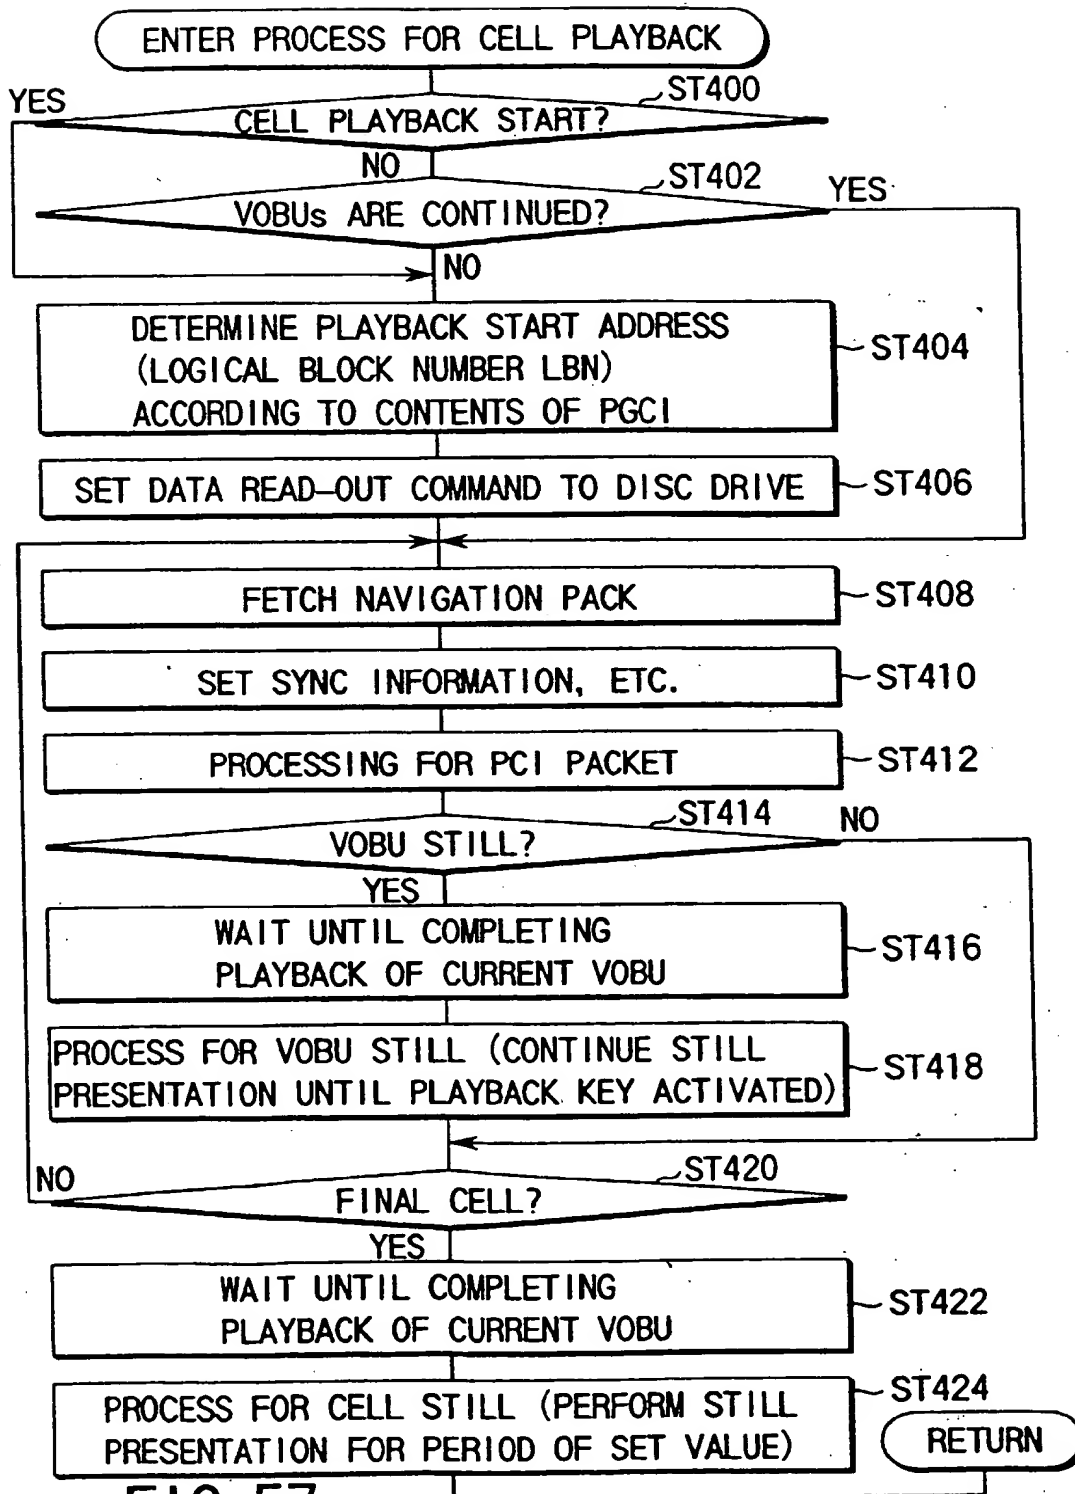 ENTER PROCESS FOR CELL PLAYBACK
ST400
YES
CELL PLAYBACK START?
NO
ST402
YES
VOBUs ARE CONTINUED?
NO
DETERMINE PLAYBACK START ADDRESS
(LOGICAL BLOCK NUMBER LBN)
ACCORDING TO CONTENTS OF PGCI
ST404
SET DATA READ-OUT COMMAND TO DISC DRIVE
ST406
FETCH NAVIGATION PACK
ST408
SET SYNC INFORMATION, ETC.
ST410
PROCESSING FOR PCI PACKET
ST412
ST414
NO
VOBU STILL?
YES
WAIT UNTIL COMPLETING
PLAYBACK OF CURRENT VOBU
ST416
PROCESS FOR VOBU STILL (CONTINUE STILL
PRESENTATION UNTIL PLAYBACK KEY ACTIVATED)
ST418
NO
ST420
FINAL CELL?
YES
WAIT UNTIL COMPLETING
PLAYBACK OF CURRENT VOBU
ST422
PROCESS FOR CELL STILL (PERFORM STILL
PRESENTATION FOR PERIOD OF SET VALUE)
ST424
RETURN
FIG. 57